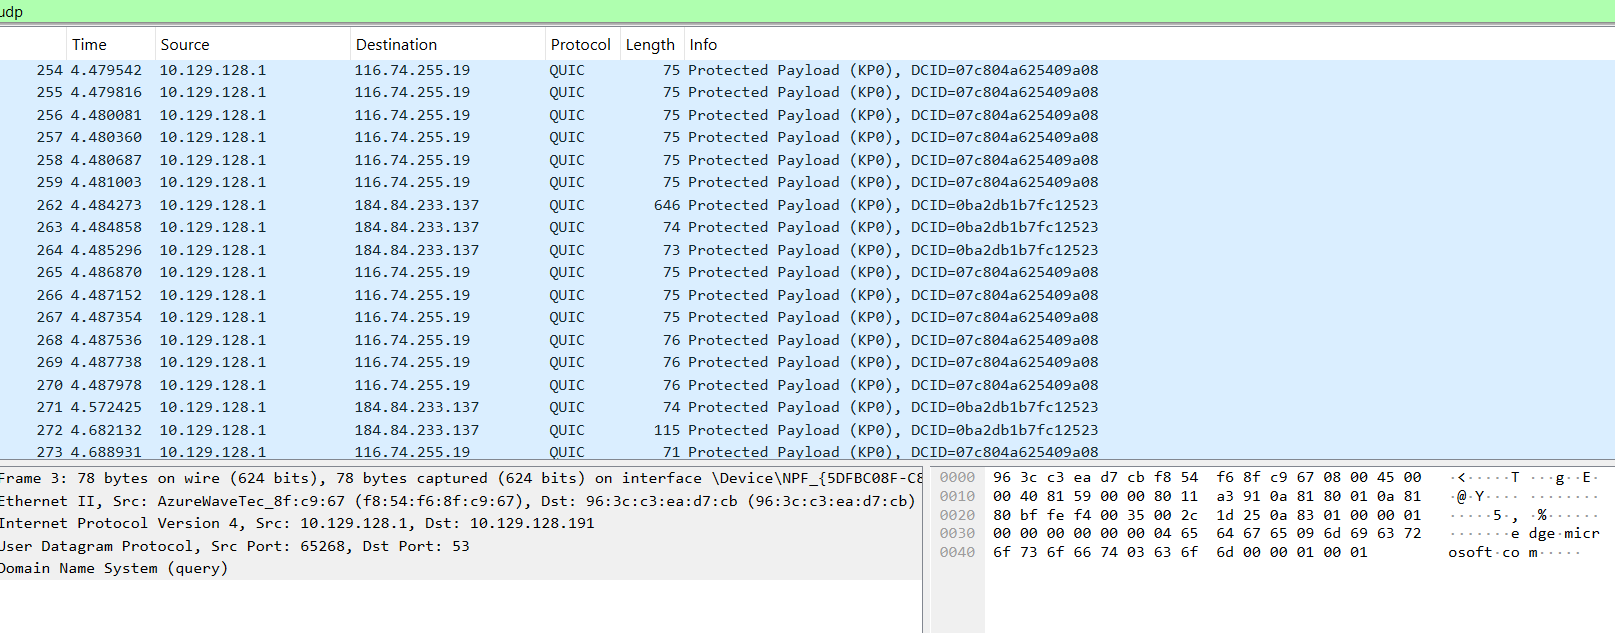 udp
Time Source Destination Protocol Length Info
254 4.479542 10.129.128.1 116.74.255.19 QUIC 75 Protected Payload (KP0), DCID=07c804a625409a08
255 4.479816 10.129.128.1 116.74.255.19 QUIC 75 Protected Payload (KP0), DCID=07c804a625409a08
256 4.480081 10.129.128.1 116.74.255.19 QUIC 75 Protected Payload (KP0), DCID=07c804a625409a08
257 4.480360 10.129.128.1 116.74.255.19 QUIC 75 Protected Payload (KP0), DCID=07c804a625409a08
258 4.480687 10.129.128.1 116.74.255.19 QUIC 75 Protected Payload (KP0), DCID=07c804a625409a08
259 4.481003 10.129.128.1 116.74.255.19 QUIC 75 Protected Payload (KP0), DCID=07c804a625409a08
262 4.484273 10.129.128.1 184.84.233.137 QUIC 646 Protected Payload (KP0), DCID=0ba2db1b7fc12523
263 4.484858 10.129.128.1 184.84.233.137 QUIC 74 Protected Payload (KP0), DCID=0ba2db1b7fc12523
264 4.485296 10.129.128.1 184.84.233.137 QUIC 73 Protected Payload (KP0), DCID=0ba2db1b7fc12523
265 4.486870 10.129.128.1 116.74.255.19 QUIC 75 Protected Payload (KP0), DCID=07c804a625409a08
266 4.487152 10.129.128.1 116.74.255.19 QUIC 75 Protected Payload (KP0), DCID=07c804a625409a08
267 4.487354 10.129.128.1 116.74.255.19 QUIC 75 Protected Payload (KP0), DCID=07c804a625409a08
268 4.487536 10.129.128.1 116.74.255.19 QUIC 76 Protected Payload (KP0), DCID=07c804a625409a08
269 4.487738 10.129.128.1 116.74.255.19 QUIC 76 Protected Payload (KP0), DCID=07c804a625409a08
270 4.487978 10.129.128.1 116.74.255.19 QUIC 76 Protected Payload (KP0), DCID=07c804a625409a08
271 4.572425 10.129.128.1 184.84.233.137 QUIC 74 Protected Payload (KP0), DCID=0ba2db1b7fc12523
272 4.682132 10.129.128.1 184.84.233.137 QUIC 115 Protected Payload (KP0), DCID=0ba2db1b7fc12523
273 4.688931 10.129.128.1 116.74.255.19 QUIC 71 Protected Payload (KP0), DCID=07c804a625409a08
Frame 3: 78 bytes on wire (624 bits), 78 bytes captured (624 bits) on interface \Device\NPF_{5DFBC08F-C8
Ethernet II, Src: AzureWaveTec_8f:c9:67 (f8:54:f6:8f:c9:67), Dst: 96:3c:c3:ea:d7:cb (96:3c:c3:ea:d7:cb)
Internet Protocol Version 4, Src: 10.129.128.1, Dst: 10.129.128.191
User Datagram Protocol, Src Port: 65268, Dst Port: 53
Domain Name System (query)
0000 96 3c c3 ea d7 cb f8 54 f6 8f c9 67 08 00 45 00 ·<·····T ···g··E·
0010 00 40 81 59 00 00 80 11 a3 91 0a 81 80 01 0a 81 ·@·Y···· ········
0020 80 bf fe f4 00 35 00 2c 1d 25 0a 83 01 00 00 01 ·····5·, ·%······
0030 00 00 00 00 00 00 04 65 64 67 65 09 6d 69 63 72 ·······e dge·micr
0040 6f 73 6f 66 74 03 63 6f 6d 00 00 01 00 01 osoft·co m·····